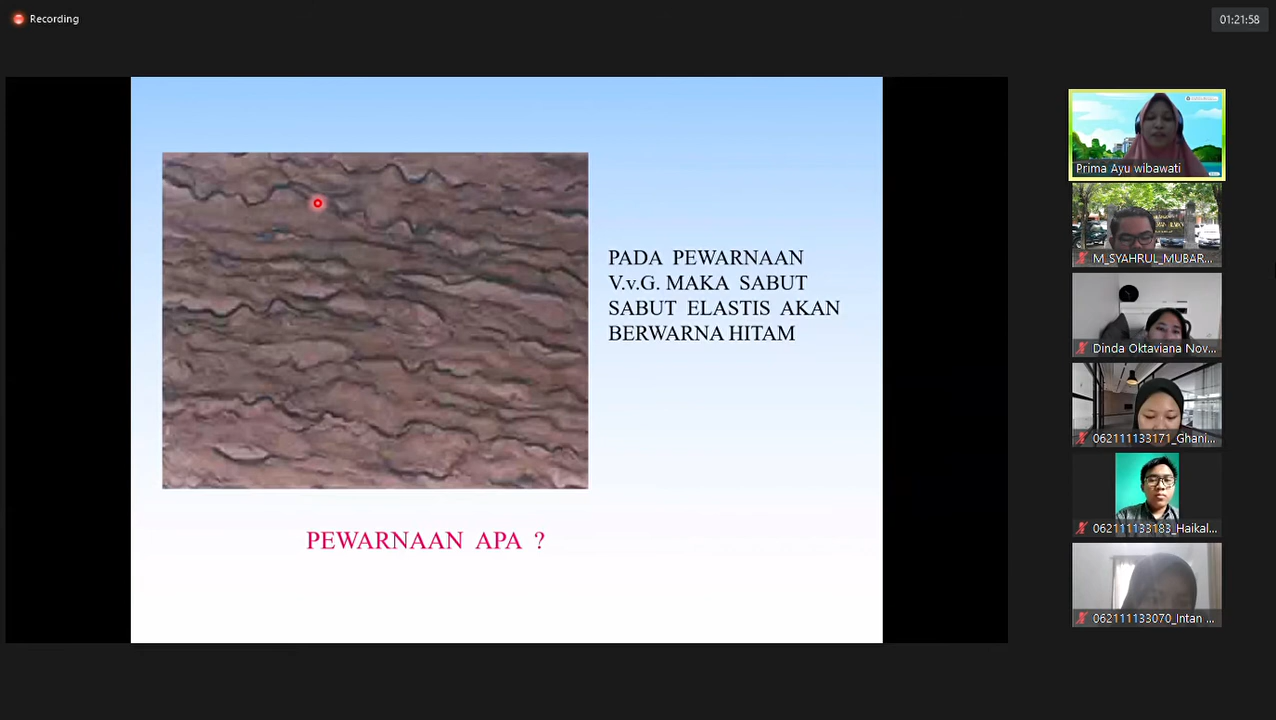 Recording
01:21:58
PADA PEWARNAAN
V.v.G. MAKA SABUT
SABUT ELASTIS AKAN
BERWARNA HITAM
PEWARNAAN APA ?
Prima Ayu wibawati
M_SYAHRUL_MUBAR...
Dinda Oktaviana Nov...
062111133171_Ghani...
062111133183_Haikal...
062111133070_Intan ...